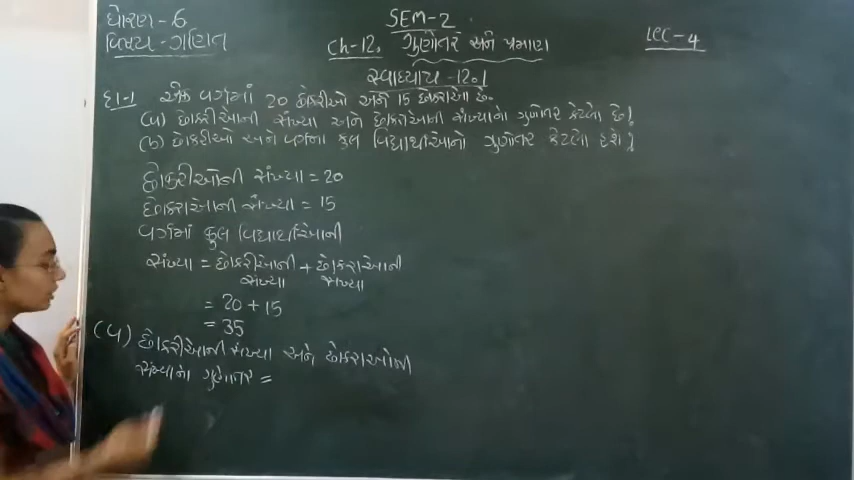 ધોરણ-6
વિષય-ગણિત
SEM-2
Ch-12. ગુણોત્તર અને પ્રમાણ
LEC-4
સ્વાધ્યાય-12.1
દા-1 એક વર્ગમાં 20 છોકરીઓ અને 15 છોકરાઓ છે.
(a) છોકરીઓની સંખ્યા અને છોકરાઓની સંખ્યાનો ગુણોત્તર કેટલો છે?
(b) છોકરીઓ અને વર્ગના કુલ વિદ્યાર્થીઓનો ગુણોત્તર કેટલો હશે?
છોકરીઓની સંખ્યા = 20
છોકરાઓની સંખ્યા = 15
વર્ગમાં કુલ વિદ્યાર્થીઓની
સંખ્યા = છોકરીઓની + છોકરાઓની
સંખ્યા સંખ્યા
= 20 + 15
= 35
છોકરીઓની સંખ્યા અને છોકરાઓની
સંખ્યાનો ગુણોત્તર =